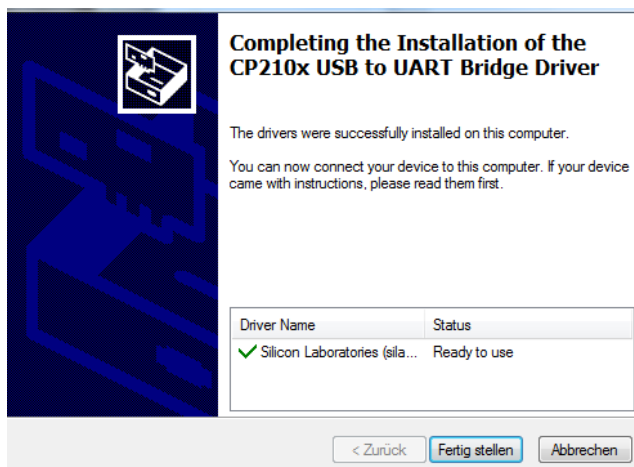 Completing the Installation of the
CP210x USB to UART Bridge Driver
The drivers were successfully installed on this computer.
You can now connect your device to this computer. If your device
came with instructions, please read them first.
Driver Name Status
Silicon Laboratories (sila... Ready to use
< Zurück Fertig stellen Abbrechen